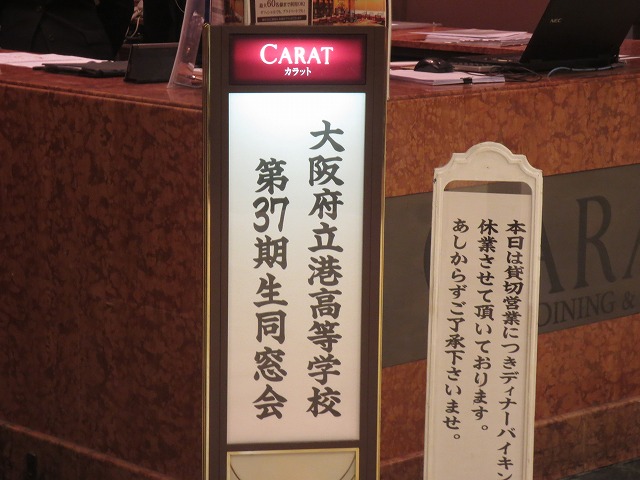 CARAT
カラット
大阪府立港高等学校
第37期生同窓会
本日は貸切営業につきディナーバイキン
休業させて頂いております。
あしからずご了承下さいませ。
DINING &
NEC